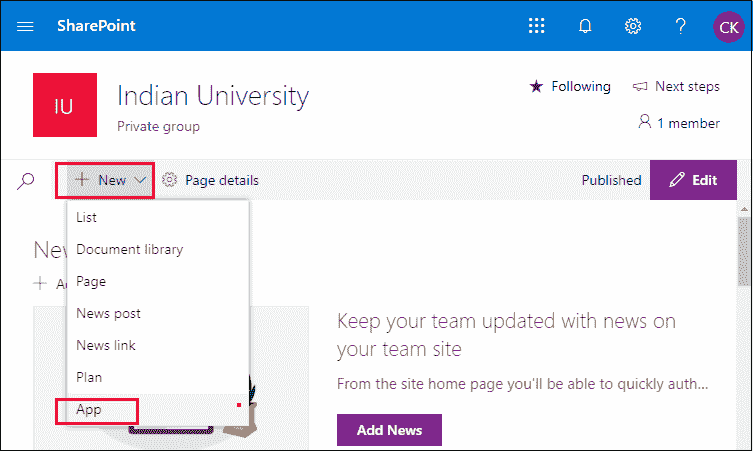 SharePoint
CK
IU
Indian University
Private group
Following
Next steps
1 member
New
Page details
Published
Edit
List
Document library
Page
News post
News link
Plan
App
Keep your team updated with news on
your team site
From the site home page you'll be able to quickly auth...
Add News